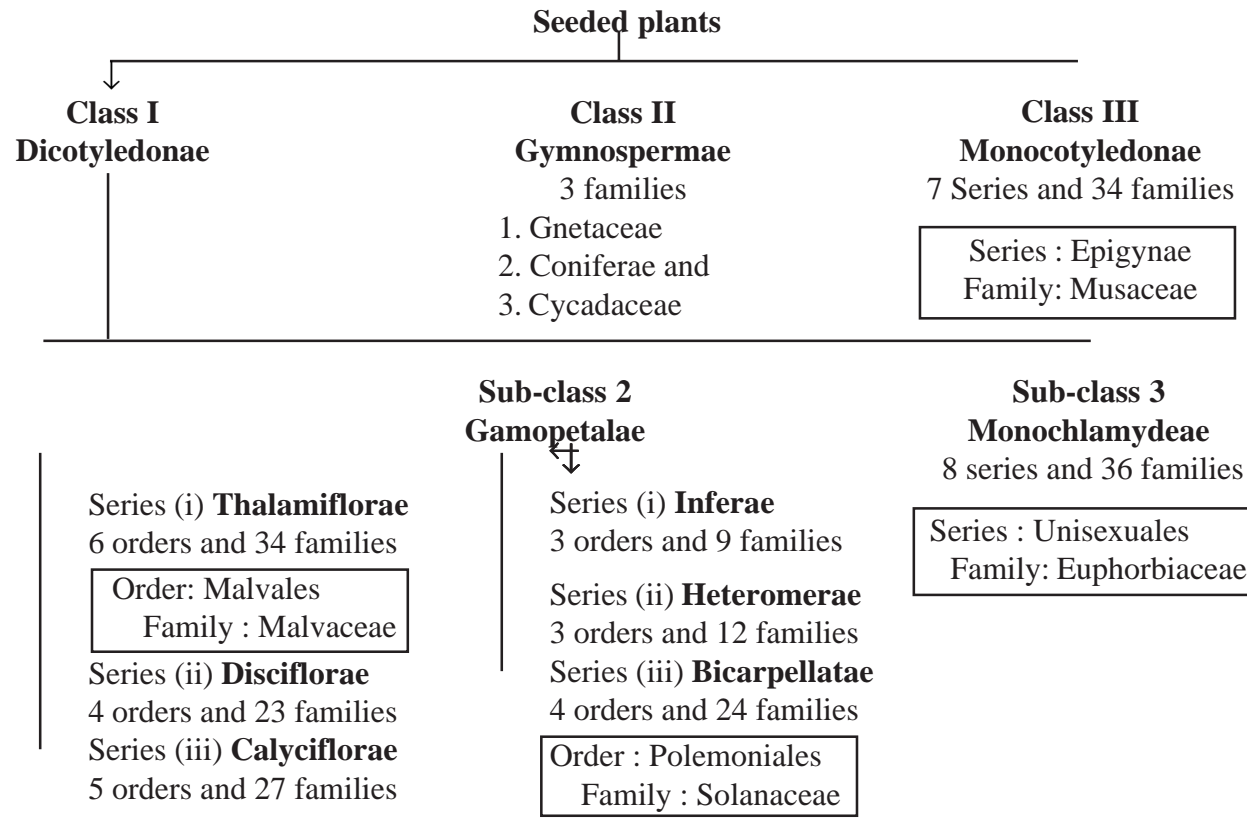 Seeded plants
Class I
Dicotyledonae
Class II
Gymnospermae
3 families
1. Gnetaceae
2. Coniferae and
3. Cycadaceae
Class III
Monocotyledonae
7 Series and 34 families
Series : Epigynae
Family: Musaceae
Series (i) Thalamiflorae
6 orders and 34 families
Order: Malvales
Family : Malvaceae
Series (ii) Disciflorae
4 orders and 23 families
Series (iii) Calyciflorae
5 orders and 27 families
Sub-class 2
Gamopetalae
Series (i) Inferae
3 orders and 9 families
Series (ii) Heteromerae
3 orders and 12 families
Series (iii) Bicarpellatae
4 orders and 24 families
Order : Polemoniales
Family : Solanaceae
Sub-class 3
Monochlamydeae
8 series and 36 families
Series : Unisexuales
Family: Euphorbiaceae